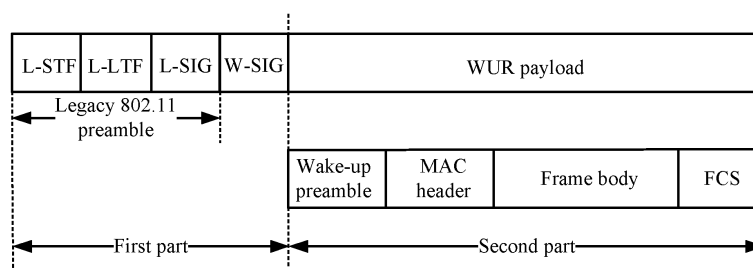 L-STF L-LTF L-SIG W-SIG WUR payload
Legacy 802.11
preamble
Wake-up
preamble
MAC
header
Frame body
FCS
First part
Second part